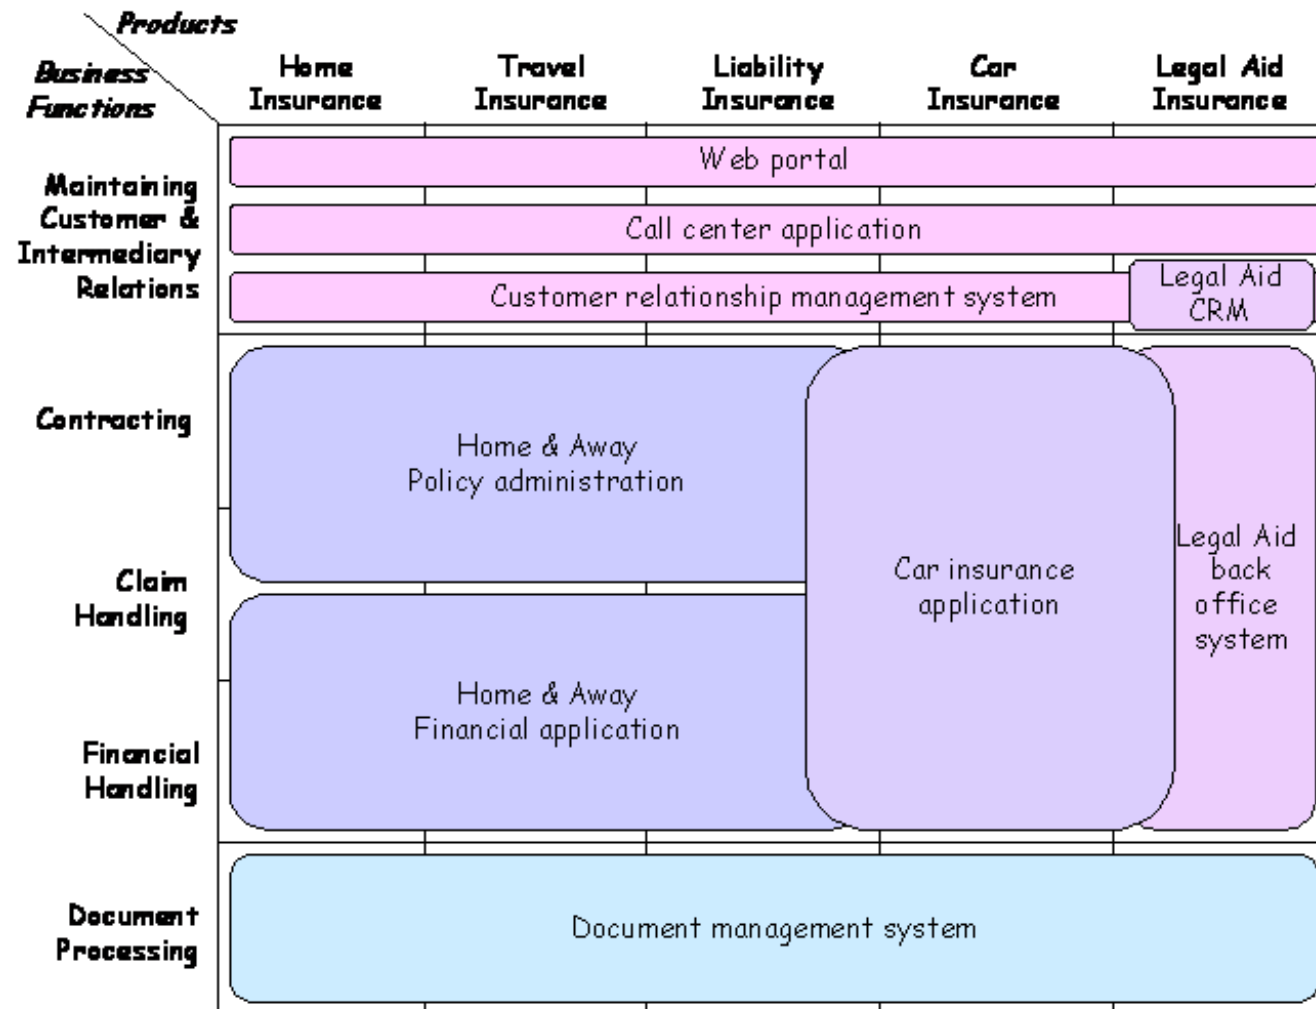 Products
Business
Functions
Home
Insurance
Travel
Insurance
Liability
Insurance
Car
Insurance
Legal Aid
Insurance
Maintaining
Customer &
Intermediary
Relations
Web portal
Call center application
Customer relationship management system
Legal Aid
CRM
Contracting
Home & Away
Policy administration
Car insurance
application
Legal Aid
back
office
system
Claim
Handling
Home & Away
Financial application
Financial
Handling
Document
Processing
Document management system